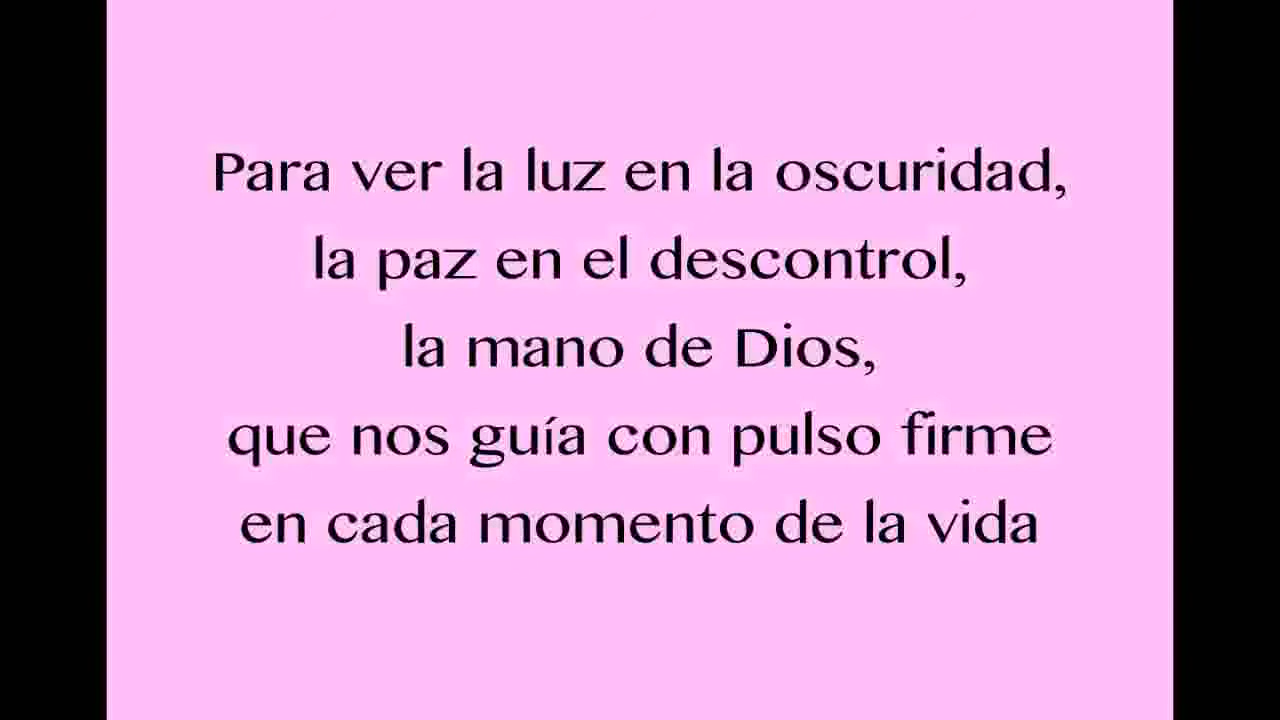 Para ver la luz en la oscuridad,
la paz en el descontrol,
la mano de Dios,
que nos guía con pulso firme
en cada momento de la vida